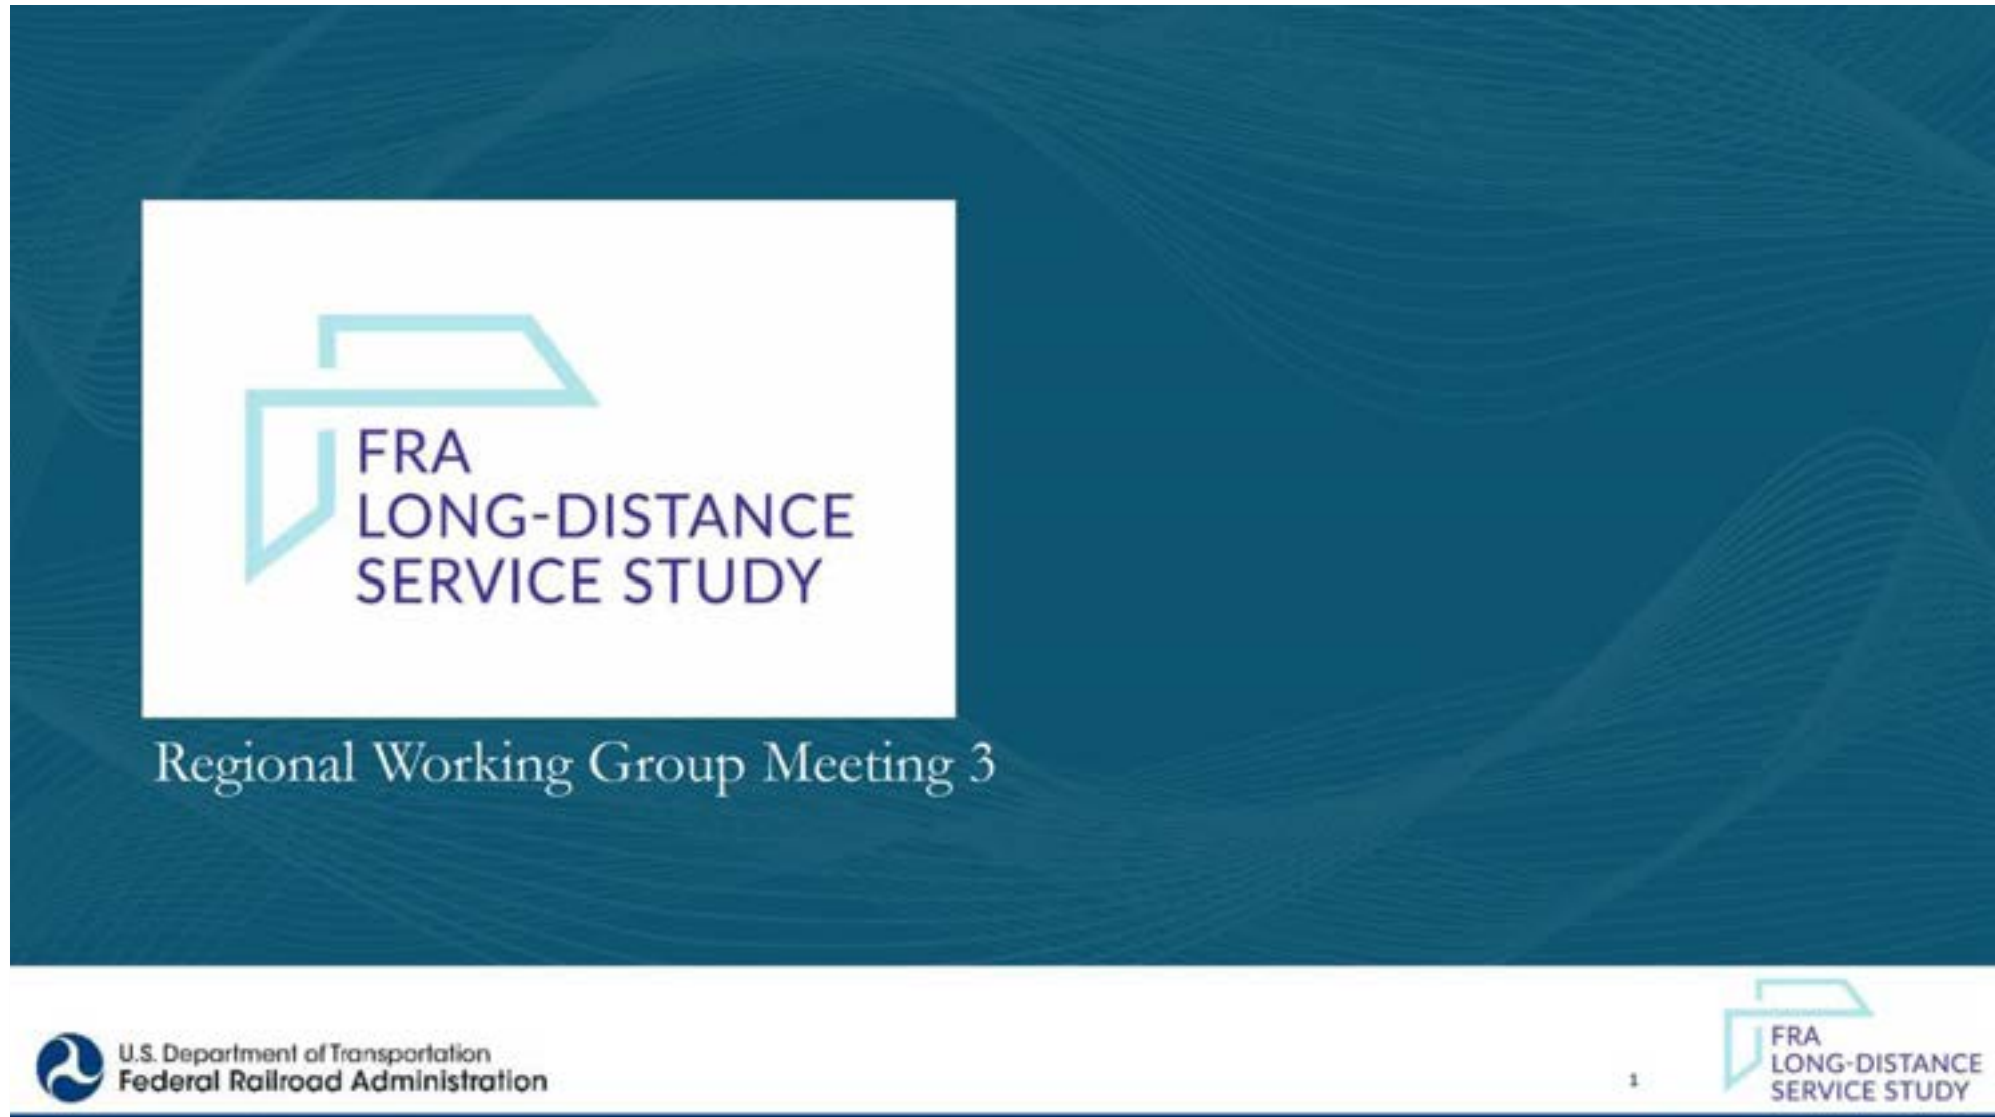 FRA
LONG-DISTANCE
SERVICE STUDY
Regional Working Group Meeting 3
U.S. Department of Transportation
Federal Railroad Administration
1
FRA
LONG-DISTANCE
SERVICE STUDY